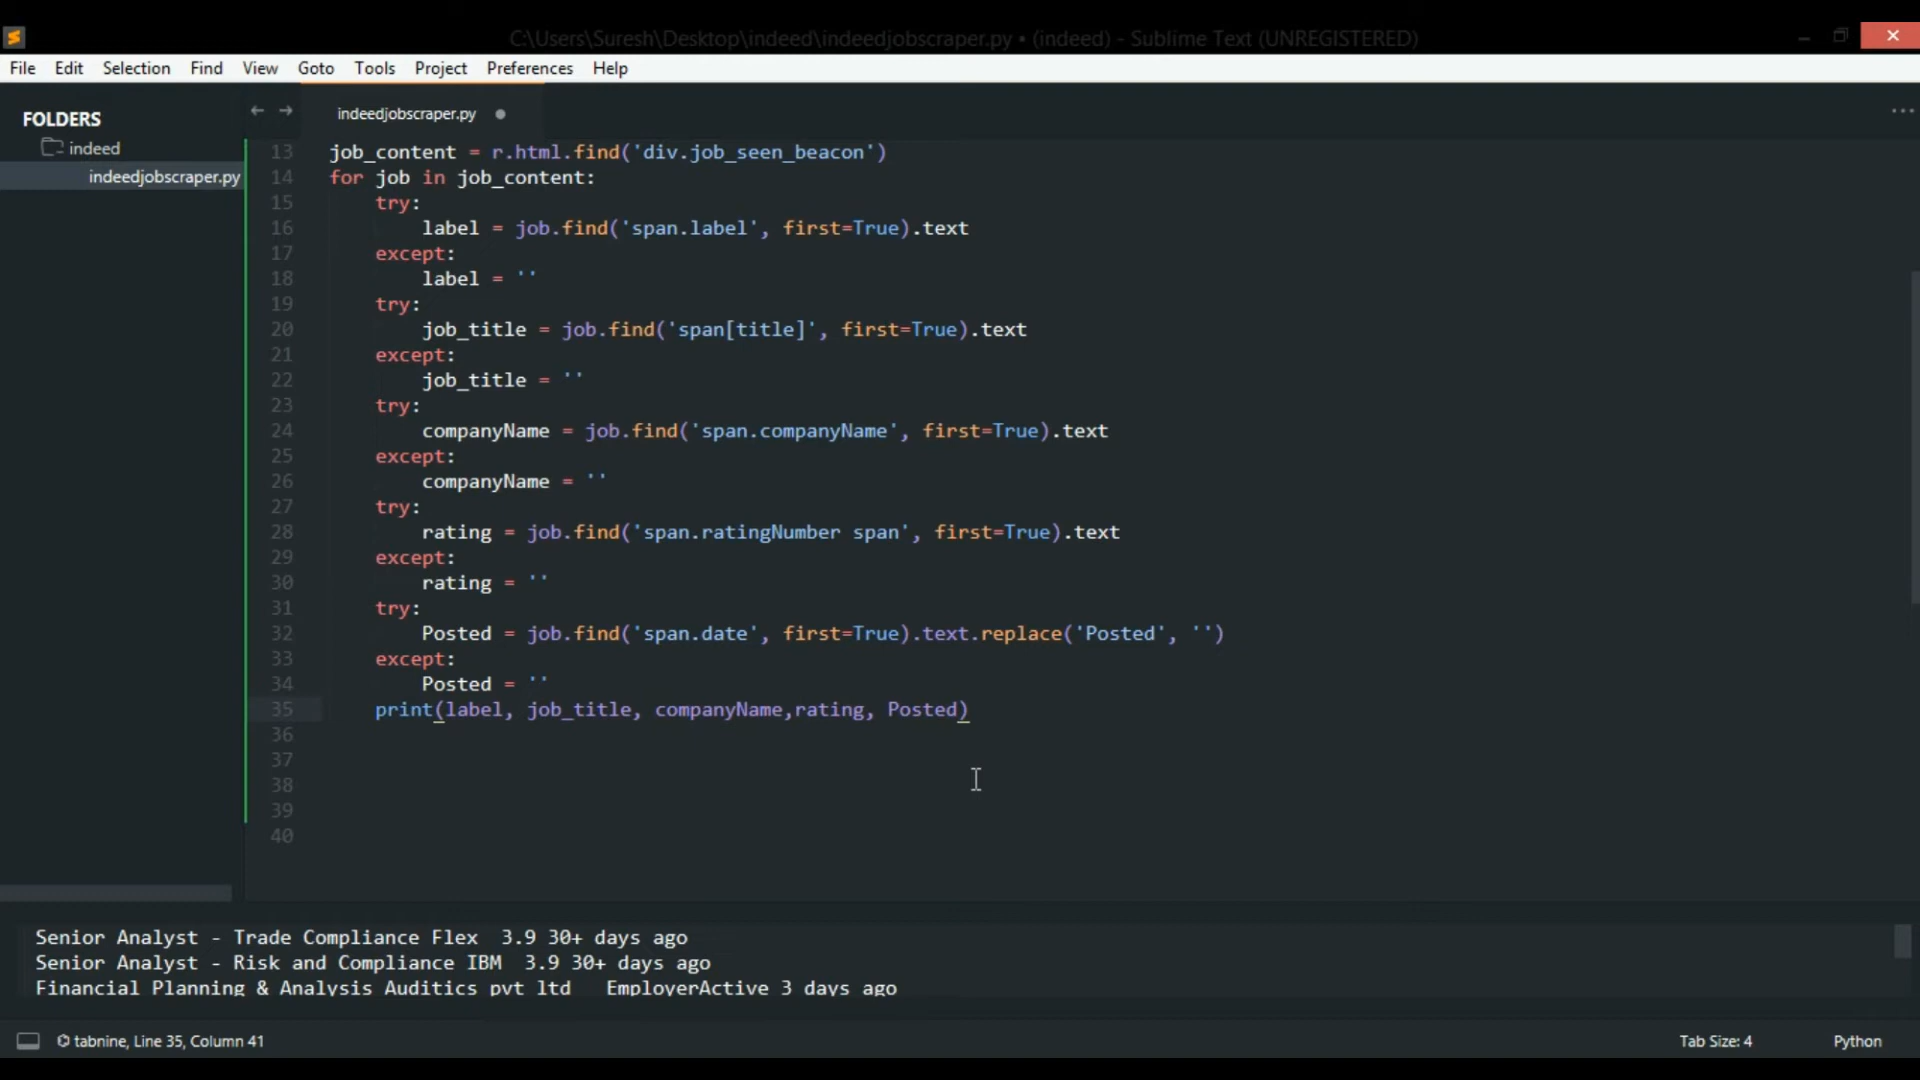 C:\Users\Suresh\Desktop\indeed\indeedjobscraper.py • (indeed) - Sublime Text (UNREGISTERED)
File Edit Selection Find View Goto Tools Project Preferences Help
FOLDERS
indeed
indeedjobscraper.py
indeedjobscraper.py
13 job_content = r.html.find('div.job_seen_beacon')
14 for job in job_content:
15     try:
16         label = job.find('span.label', first=True).text
17     except:
18         label = ''
19     try:
20         job_title = job.find('span[title]', first=True).text
21     except:
22         job_title = ''
23     try:
24         companyName = job.find('span.companyName', first=True).text
25     except:
26         companyName = ''
27     try:
28         rating = job.find('span.ratingNumber span', first=True).text
29     except:
30         rating = ''
31     try:
32         Posted = job.find('span.date', first=True).text.replace('Posted', '')
33     except:
34         Posted = ''
35     print(label, job_title, companyName,rating, Posted)
36
37
38
39
40
Senior Analyst - Trade Compliance Flex  3.9 30+ days ago
Senior Analyst - Risk and Compliance IBM  3.9 30+ days ago
Financial Planning & Analysis Auditics pvt ltd   EmployerActive 3 days ago
tabnine, Line 35, Column 41
Tab Size: 4
Python